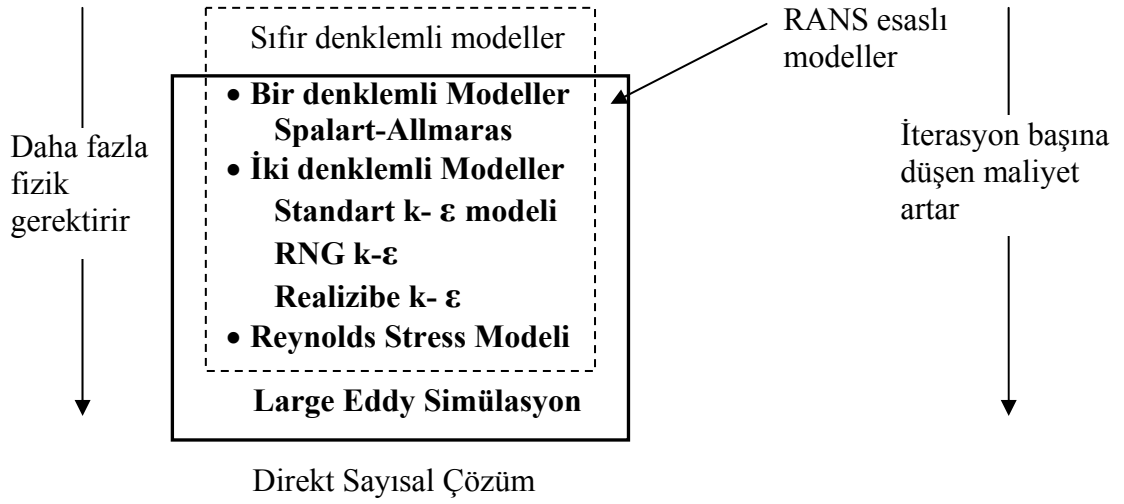 Sıfır denklemli modeller
RANS esaslı
modeller
• Bir denklemli Modeller
Spalart-Allmaras
• İki denklemli Modeller
Standart k- ε modeli
RNG k-ε
Realizibe k- ε
• Reynolds Stress Modeli
Large Eddy Simülasyon
Direkt Sayısal Çözüm
Daha fazla
fizik
gerektirir
İterasyon başına
düşen maliyet
artar